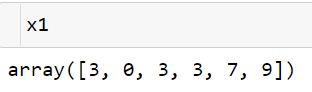 x1
array([3, 0, 3, 3, 7, 9])